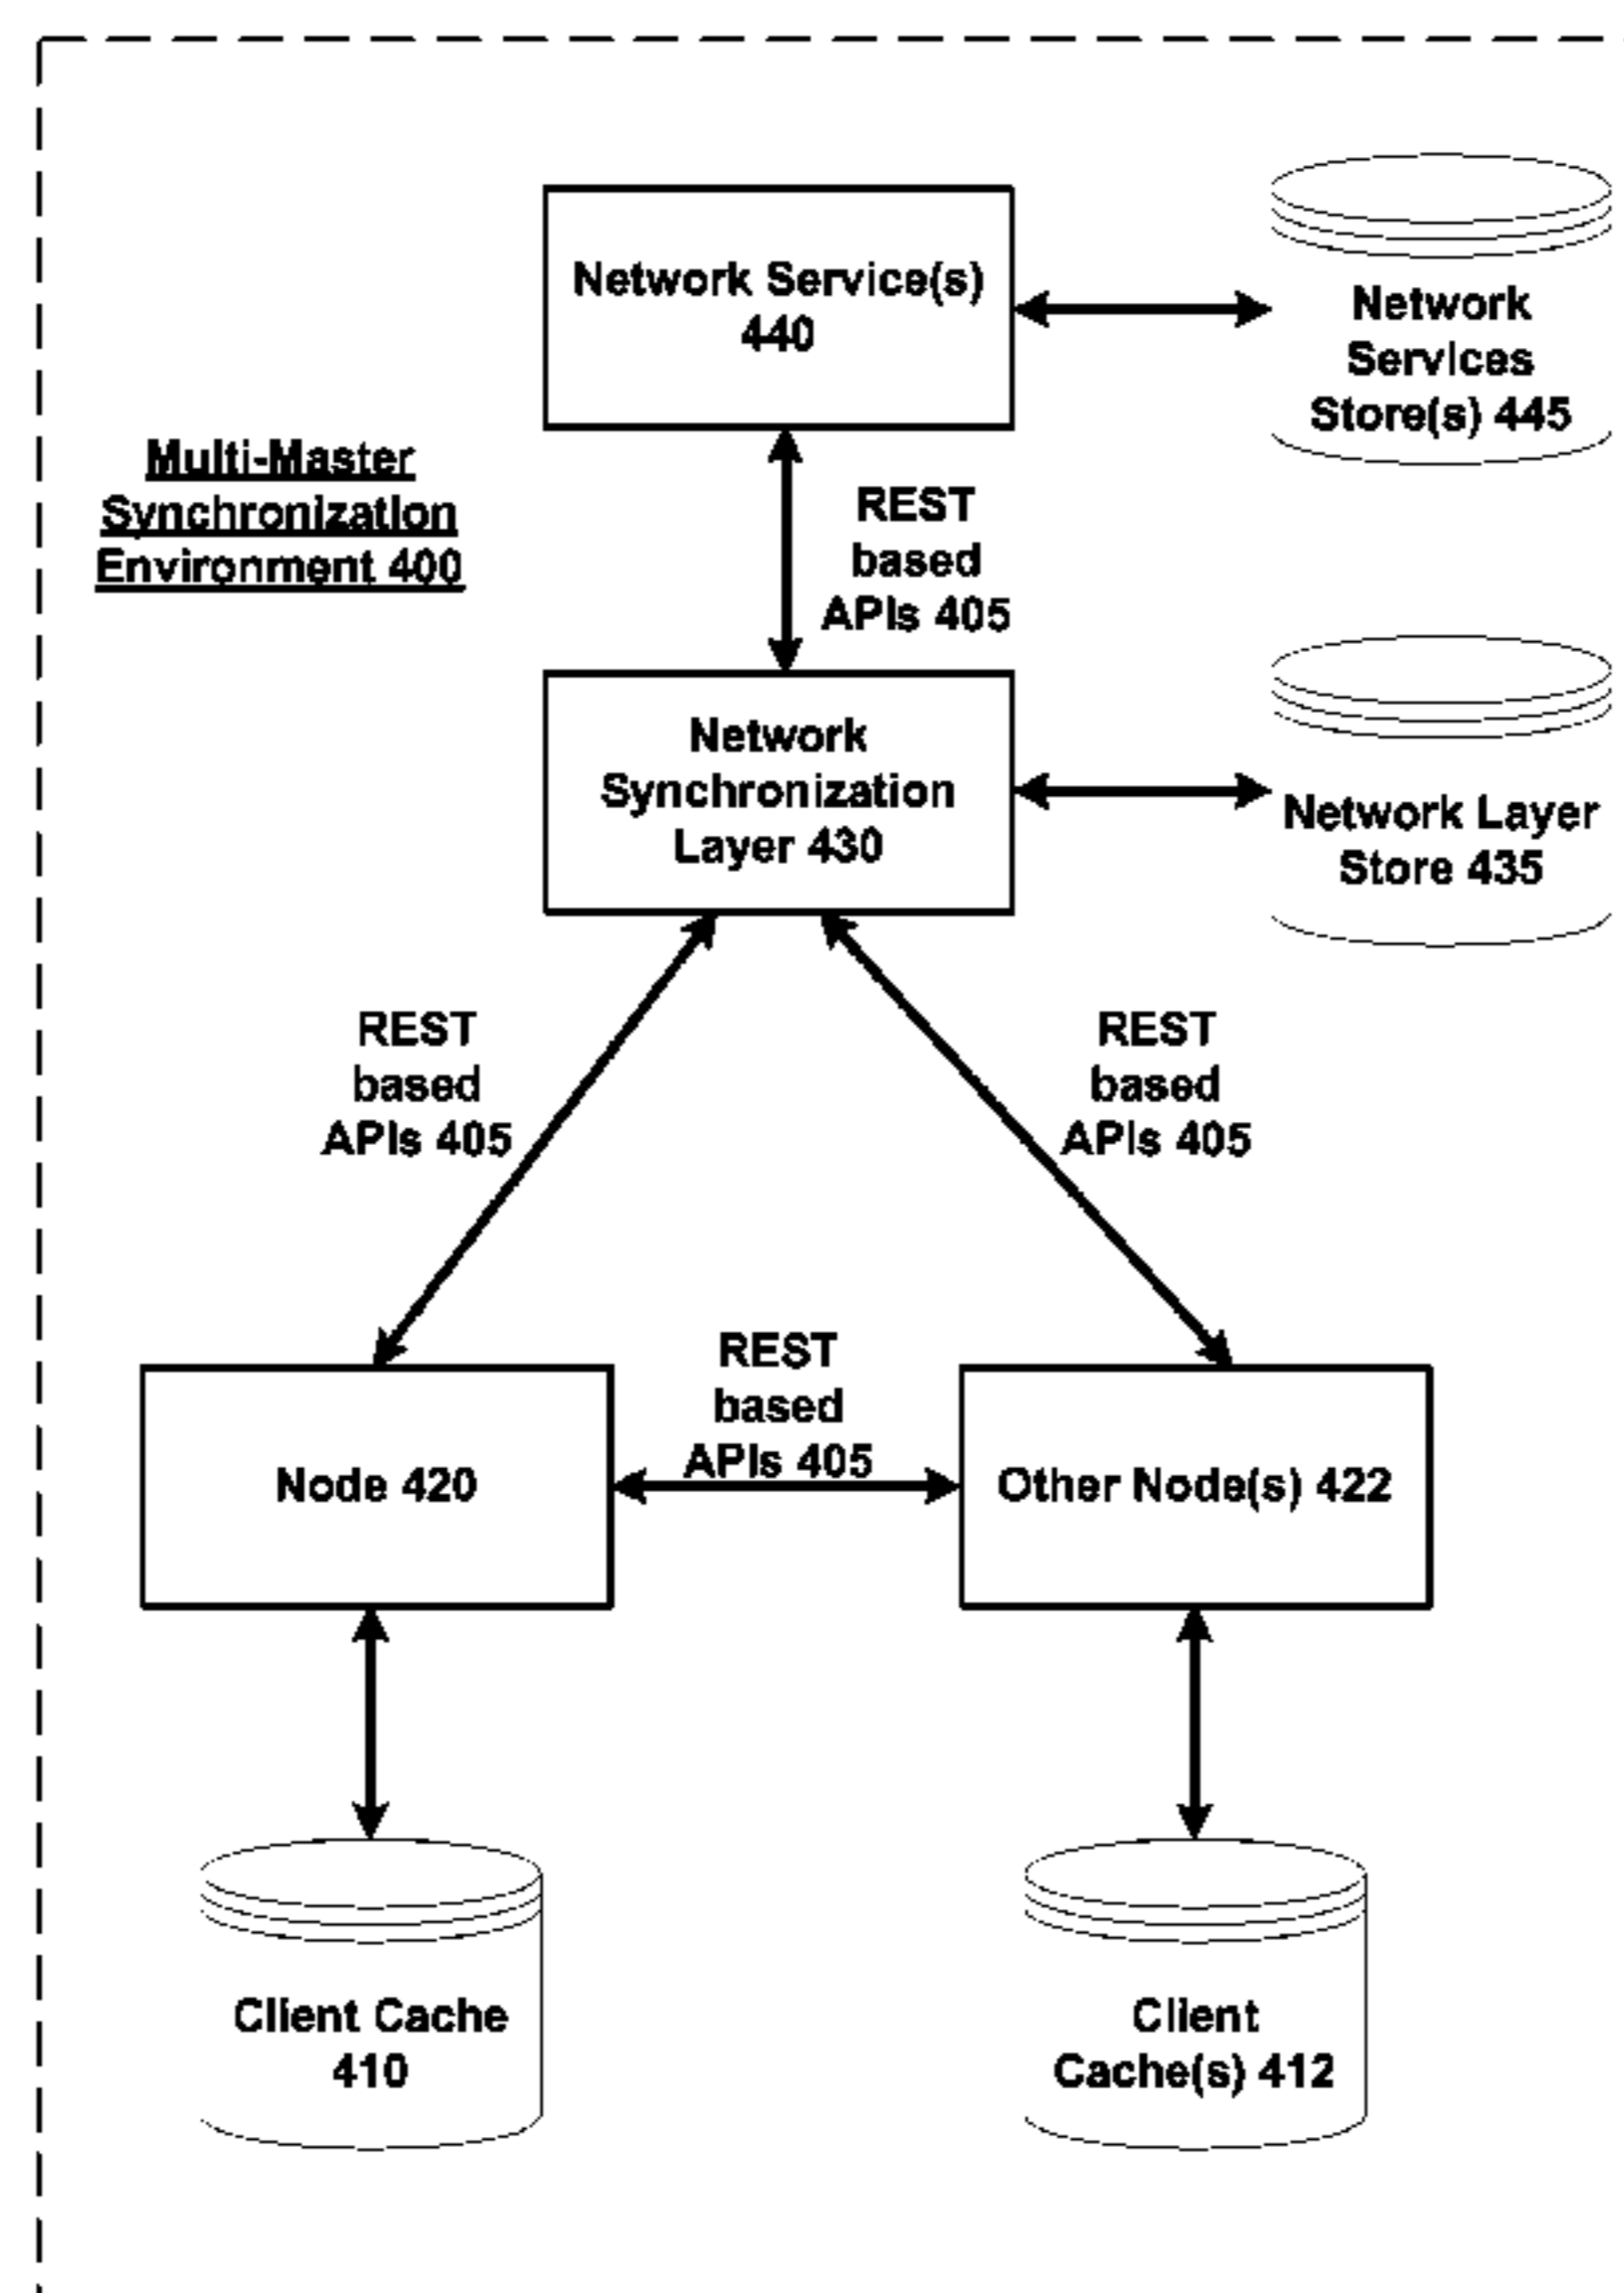 Network Service(s)
440
Network
Services
Store(s) 445
Multi-Master
Synchronization
Environment 400
REST
based
APIs 405
Network
Synchronization
Layer 430
Network Layer
Store 435
REST
based
APIs 405
REST
based
APIs 405
REST
based
APIs 405
Node 420
Other Node(s) 422
Client Cache
410
Client
Cache(s) 412